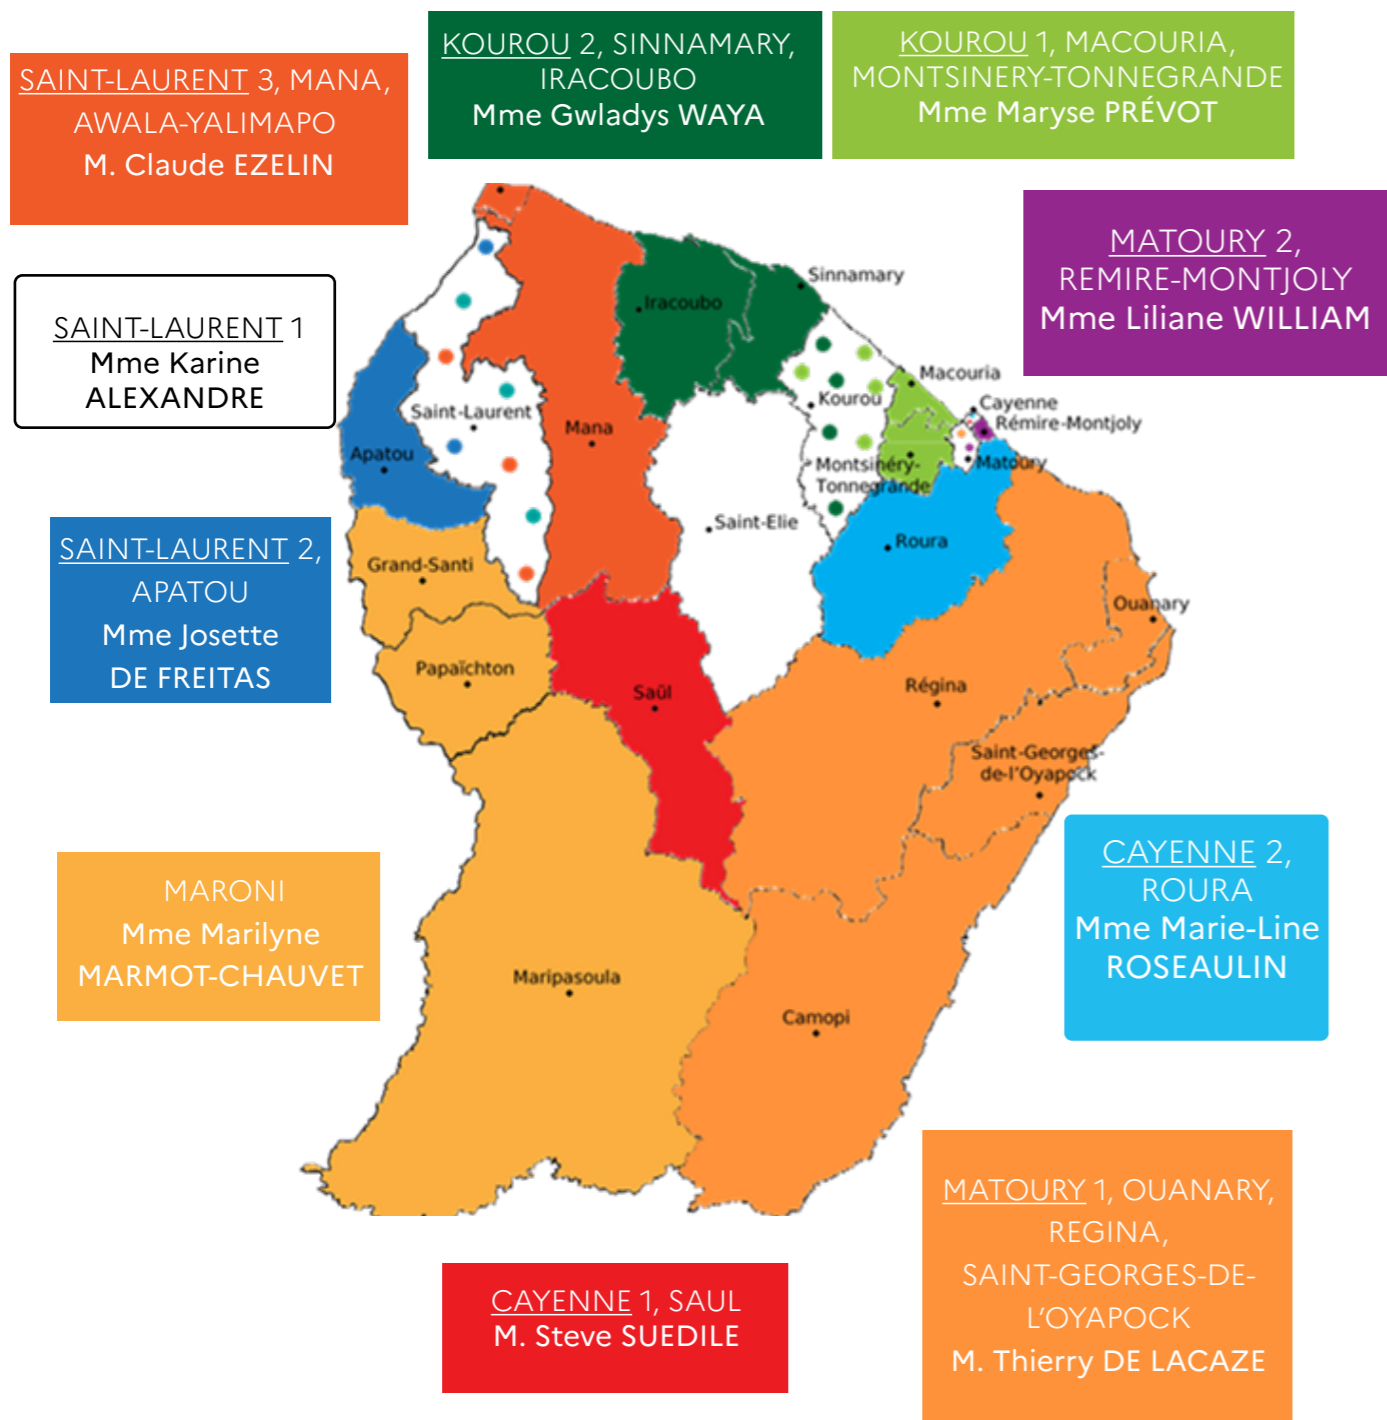 KOUROU 2, SINNAMARY,
IRACOUBO
Mme Gwladys WAYA
KOUROU 1, MACOURIA,
MONTSINERY-TONNEGRANDE
Mme Maryse PRÉVOT
SAINT-LAURENT 3, MANA,
AWALA-YALIMAPO
M. Claude EZELIN
MATOURY 2,
REMIRE-MONTJOLY
Mme Liliane WILLIAM
SAINT-LAURENT 1
Mme Karine
ALEXANDRE
Sinnamary
Iracoubo
Macouria
Kourou
Cayenne
Saint-Laurent
Rémire-Montjoly
Mana
Apatou
Matoury
Montsinéry-
Tonnegrande
Saint-Elie
Roura
SAINT-LAURENT 2,
APATOU
Mme Josette
DE FREITAS
Grand-Santi
Ouanary
Papaïchton
Saül
Régina
Saint-Georges-
de-l'Oyapock
CAYENNE 2,
ROURA
Mme Marie-Line
ROSEAULIN
MARONI
Mme Marilyne
MARMOT-CHAUVET
Maripasoula
Camopi
MATOURY 1, OUANARY,
REGINA,
SAINT-GEORGES-DE-
L'OYAPOCK
M. Thierry DE LACAZE
CAYENNE 1, SAUL
M. Steve SUEDILE